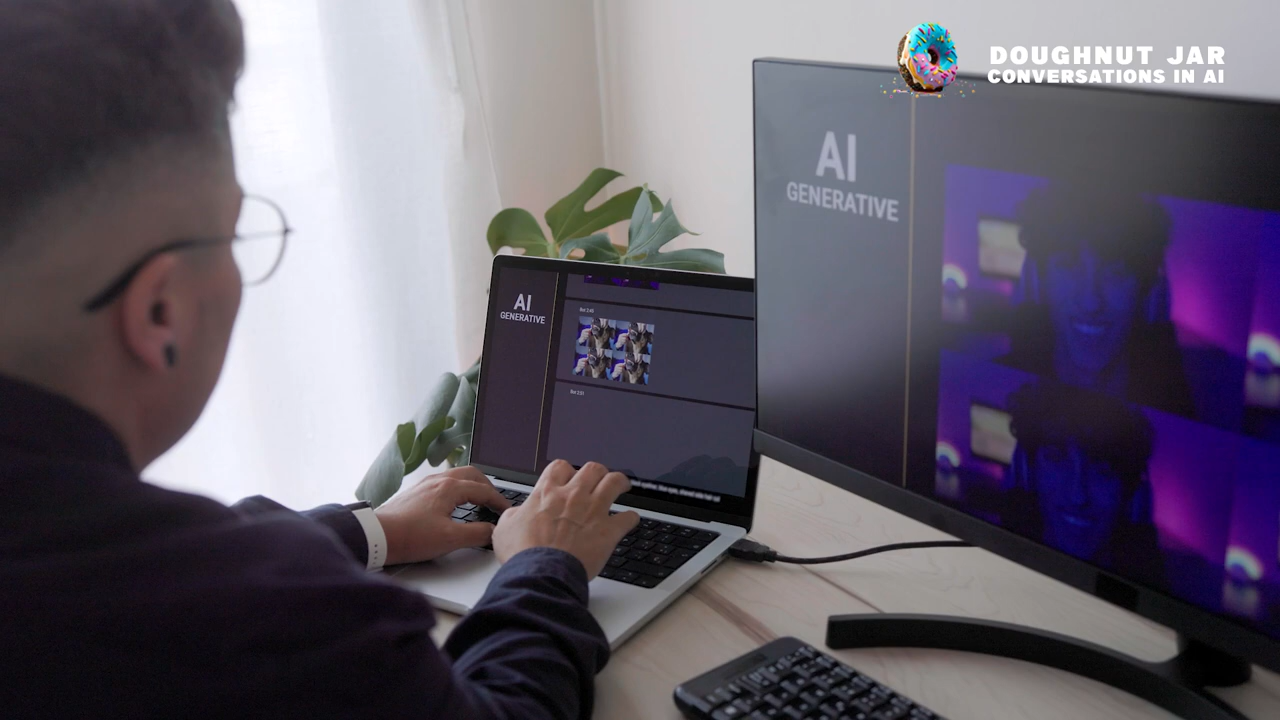 DOUGHNUT JAR
CONVERSATIONS IN AI
AI
GENERATIVE
AI
GENERATIVE